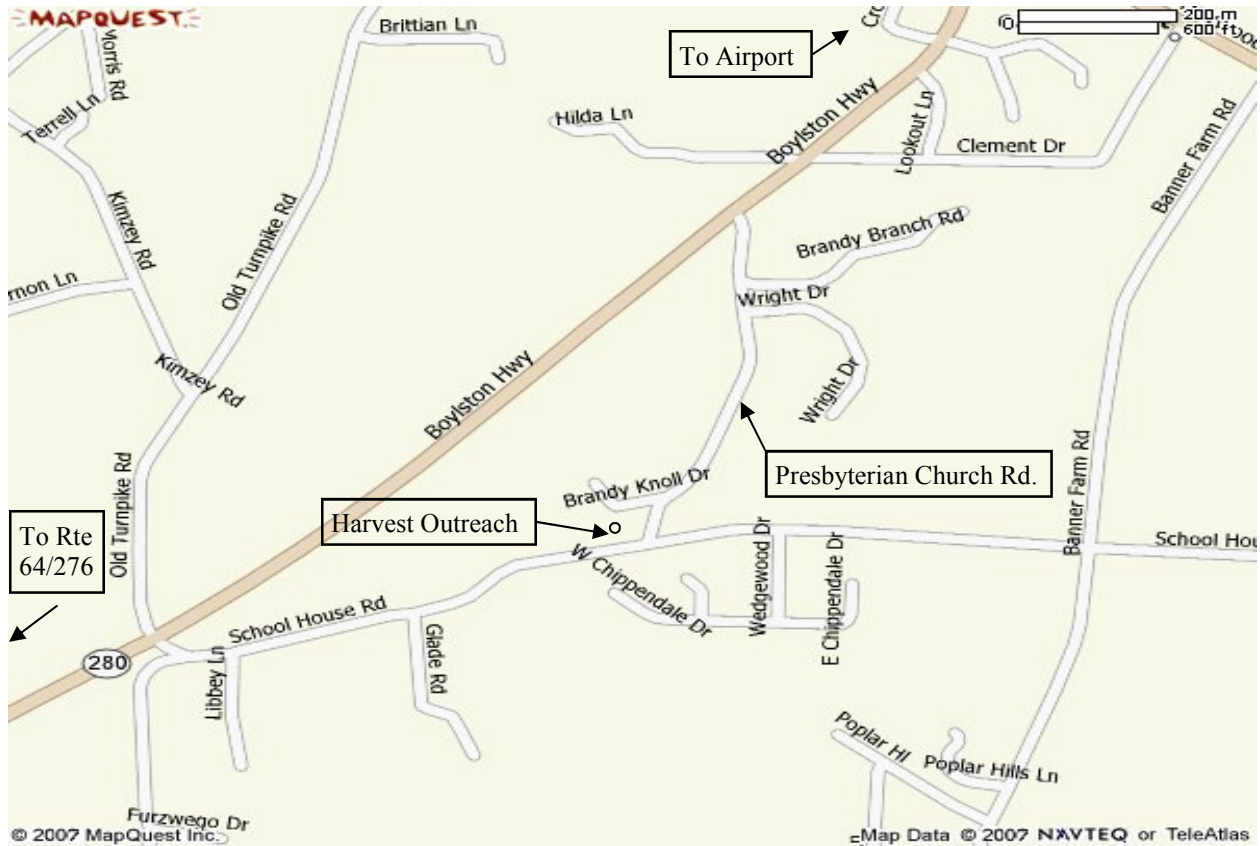 MAPQUEST
Brittian Ln
To Airport
200 m
600 ft
Morris Rd
Terrell Ln
Hilda Ln
Boylston Hwy
Lookout Ln
Clement Dr
Banner Farm Rd
Kimzey Rd
Old Turnpike Rd
Brandy Branch Rd
Wright Dr
Kimzey Rd
Boylston Hwy
Wright Dr
Old Turnpike Rd
Brandy Knoll Dr
Presbyterian Church Rd.
Banner Farm Rd
Harvest Outreach
To Rte
64/276
W Chippendale Dr
Wedgewood Dr
E Chippendale Dr
School House Rd
280
Libbey Ln
Glade Rd
Poplar Hl
Poplar Hills Ln
Furzwego Dr
© 2007 MapQuest Inc.
Map Data © 2007 NAVTEQ or TeleAtlas